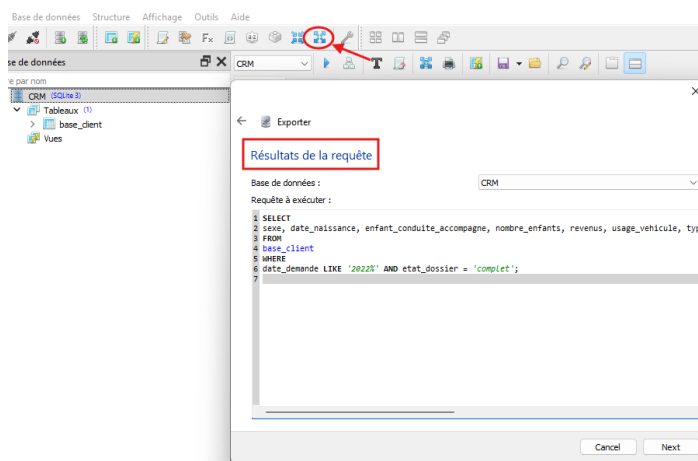 Base de données Structure Affichage Outils Aide
se de données
CRM
re par nom
CRM (SQLite 3)
Tableaux (1)
base_client
Vues
Exporter
Résultats de la requête
Base de données :
CRM
Requête à exécuter :
1 SELECT
2 sexe, date_naissance, enfant_conduite_accompagne, nombre_enfants, revenus, usage_vehicule, typ
3 FROM
4 base_client
5 WHERE
6 date_demande LIKE '2022%' AND etat_dossier = 'complet';
7
Cancel
Next